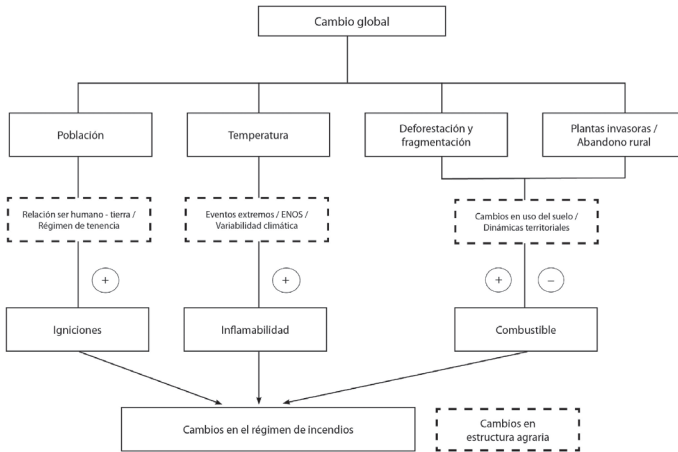 Cambio global
Población
Temperatura
Deforestación y
fragmentación
Plantas invasoras /
Abandono rural
Relación ser humano - tierra /
Régimen de tenencia
Eventos extremos / ENOS /
Variabilidad climática
Cambios en uso del suelo /
Dinámicas territoriales
+
+
+
−
Igniciones
Inflamabilidad
Combustible
Cambios en el régimen de incendios
Cambios en
estructura agraria